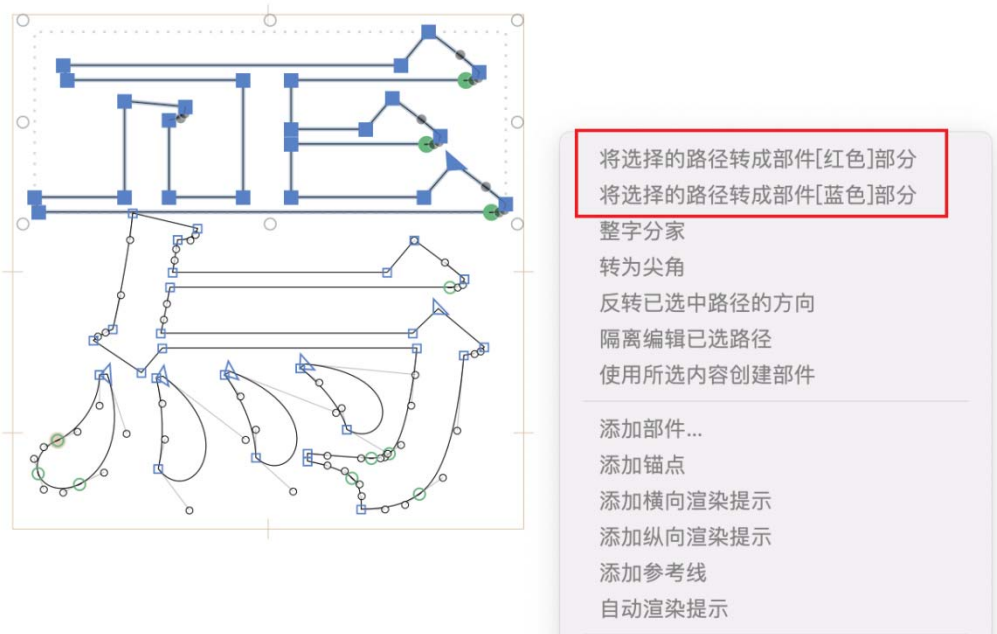 将选择的路径转成部件[红色]部分
将选择的路径转成部件[蓝色]部分
整字分家
转为尖角
反转已选中路径的方向
隔离编辑已选路径
使用所选内容创建部件
添加部件...
添加锚点
添加横向渲染提示
添加纵向渲染提示
添加参考线
自动渲染提示